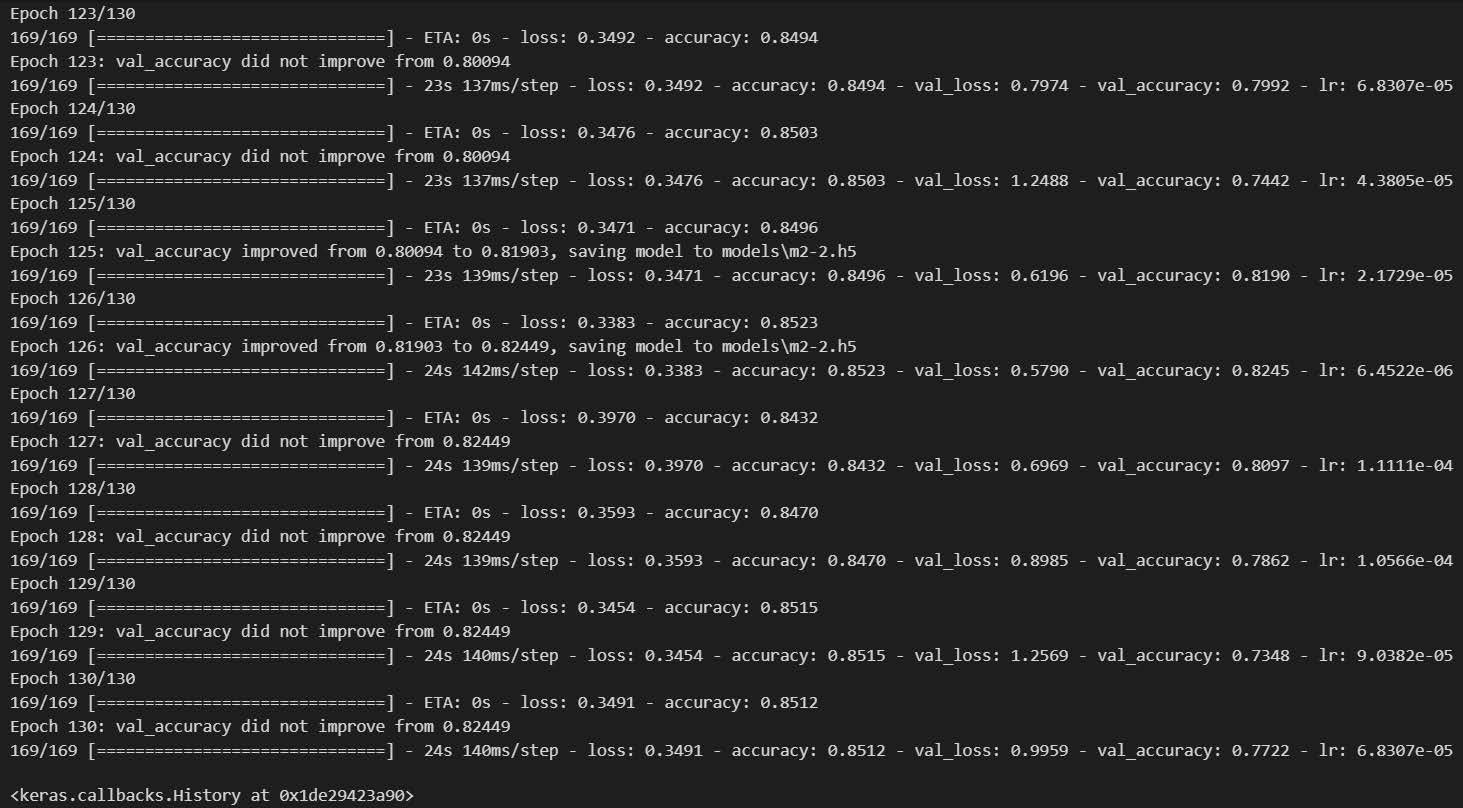 Epoch 123/130
169/169 [==============================] - ETA: 0s - loss: 0.3492 - accuracy: 0.8494
Epoch 123: val_accuracy did not improve from 0.80094
169/169 [==============================] - 23s 137ms/step - loss: 0.3492 - accuracy: 0.8494 - val_loss: 0.7974 - val_accuracy: 0.7992 - lr: 6.8307e-05
Epoch 124/130
169/169 [==============================] - ETA: 0s - loss: 0.3476 - accuracy: 0.8503
Epoch 124: val_accuracy did not improve from 0.80094
169/169 [==============================] - 23s 137ms/step - loss: 0.3476 - accuracy: 0.8503 - val_loss: 1.2488 - val_accuracy: 0.7442 - lr: 4.3805e-05
Epoch 125/130
169/169 [==============================] - ETA: 0s - loss: 0.3471 - accuracy: 0.8496
Epoch 125: val_accuracy improved from 0.80094 to 0.81903, saving model to models\m2-2.h5
169/169 [==============================] - 23s 139ms/step - loss: 0.3471 - accuracy: 0.8496 - val_loss: 0.6196 - val_accuracy: 0.8190 - lr: 2.1729e-05
Epoch 126/130
169/169 [==============================] - ETA: 0s - loss: 0.3383 - accuracy: 0.8523
Epoch 126: val_accuracy improved from 0.81903 to 0.82449, saving model to models\m2-2.h5
169/169 [==============================] - 24s 142ms/step - loss: 0.3383 - accuracy: 0.8523 - val_loss: 0.5790 - val_accuracy: 0.8245 - lr: 6.4522e-06
Epoch 127/130
169/169 [==============================] - ETA: 0s - loss: 0.3970 - accuracy: 0.8432
Epoch 127: val_accuracy did not improve from 0.82449
169/169 [==============================] - 24s 139ms/step - loss: 0.3970 - accuracy: 0.8432 - val_loss: 0.6969 - val_accuracy: 0.8097 - lr: 1.1111e-04
Epoch 128/130
169/169 [==============================] - ETA: 0s - loss: 0.3593 - accuracy: 0.8470
Epoch 128: val_accuracy did not improve from 0.82449
169/169 [==============================] - 24s 139ms/step - loss: 0.3593 - accuracy: 0.8470 - val_loss: 0.8985 - val_accuracy: 0.7862 - lr: 1.0566e-04
Epoch 129/130
169/169 [==============================] - ETA: 0s - loss: 0.3454 - accuracy: 0.8515
Epoch 129: val_accuracy did not improve from 0.82449
169/169 [==============================] - 24s 140ms/step - loss: 0.3454 - accuracy: 0.8515 - val_loss: 1.2569 - val_accuracy: 0.7348 - lr: 9.0382e-05
Epoch 130/130
169/169 [==============================] - ETA: 0s - loss: 0.3491 - accuracy: 0.8512
Epoch 130: val_accuracy did not improve from 0.82449
169/169 [==============================] - 24s 140ms/step - loss: 0.3491 - accuracy: 0.8512 - val_loss: 0.9959 - val_accuracy: 0.7722 - lr: 6.8307e-05
<keras.callbacks.History at 0x1de29423a90>